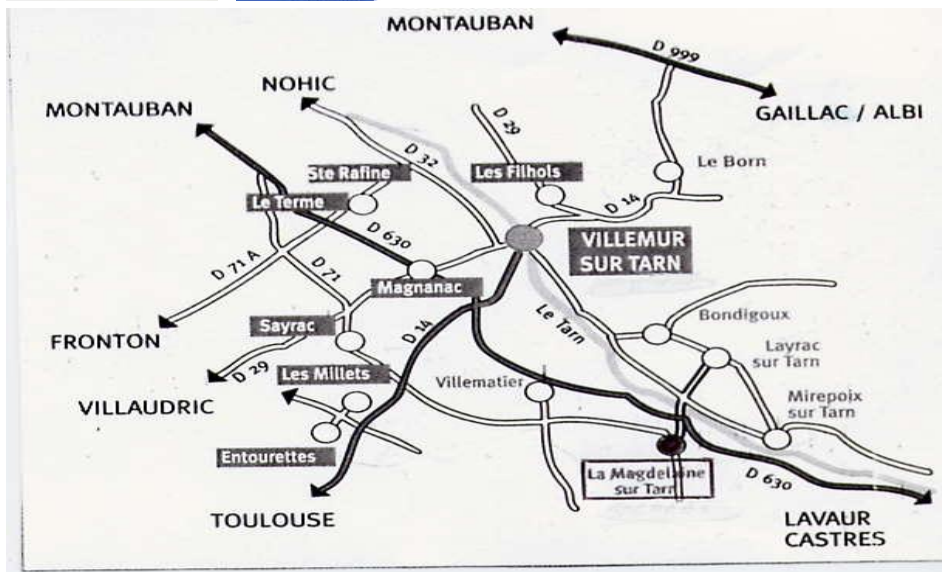 MONTAUBAN
D 999
NOHIC
GAILLAC / ALBI
MONTAUBAN
D 29
D 32
Ste Rafine
Les Filhols
Le Born
Le Terme
D 14
D 630
VILLEMUR
SUR TARN
D 71 A
D 71
Magnanac
Le Tarn
Bondigoux
Sayrac
D 14
FRONTON
Layrac
sur Tarn
D 29
Les Millets
Villematier
VILLAUDRIC
Mirepoix
sur Tarn
Entourettes
La Magdelaine
sur Tarn
D 630
TOULOUSE
LAVAUR
CASTRES